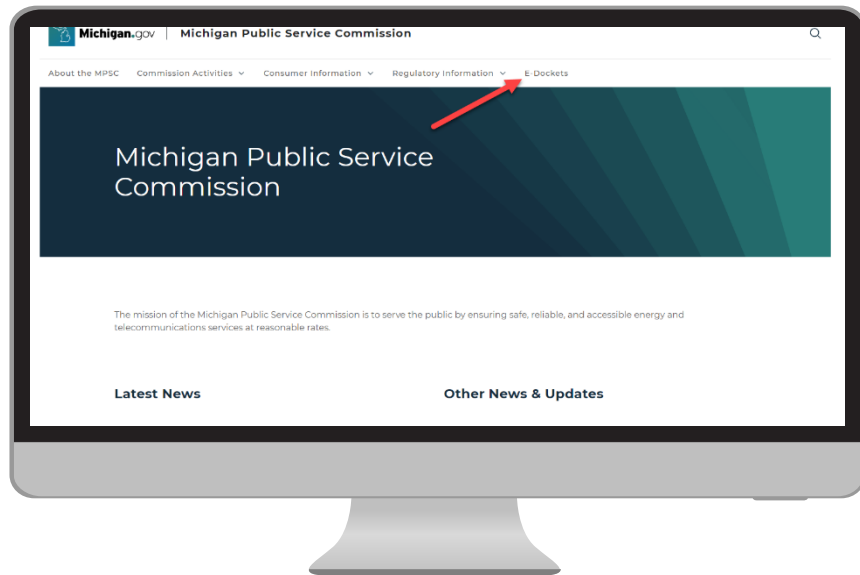 Michigan.gov | Michigan Public Service Commission
About the MPSC Commission Activities Consumer Information Regulatory Information E-Dockets
Michigan Public Service
Commission
The mission of the Michigan Public Service Commission is to serve the public by ensuring safe, reliable, and accessible energy and
telecommunications services at reasonable rates.
Latest News Other News & Updates